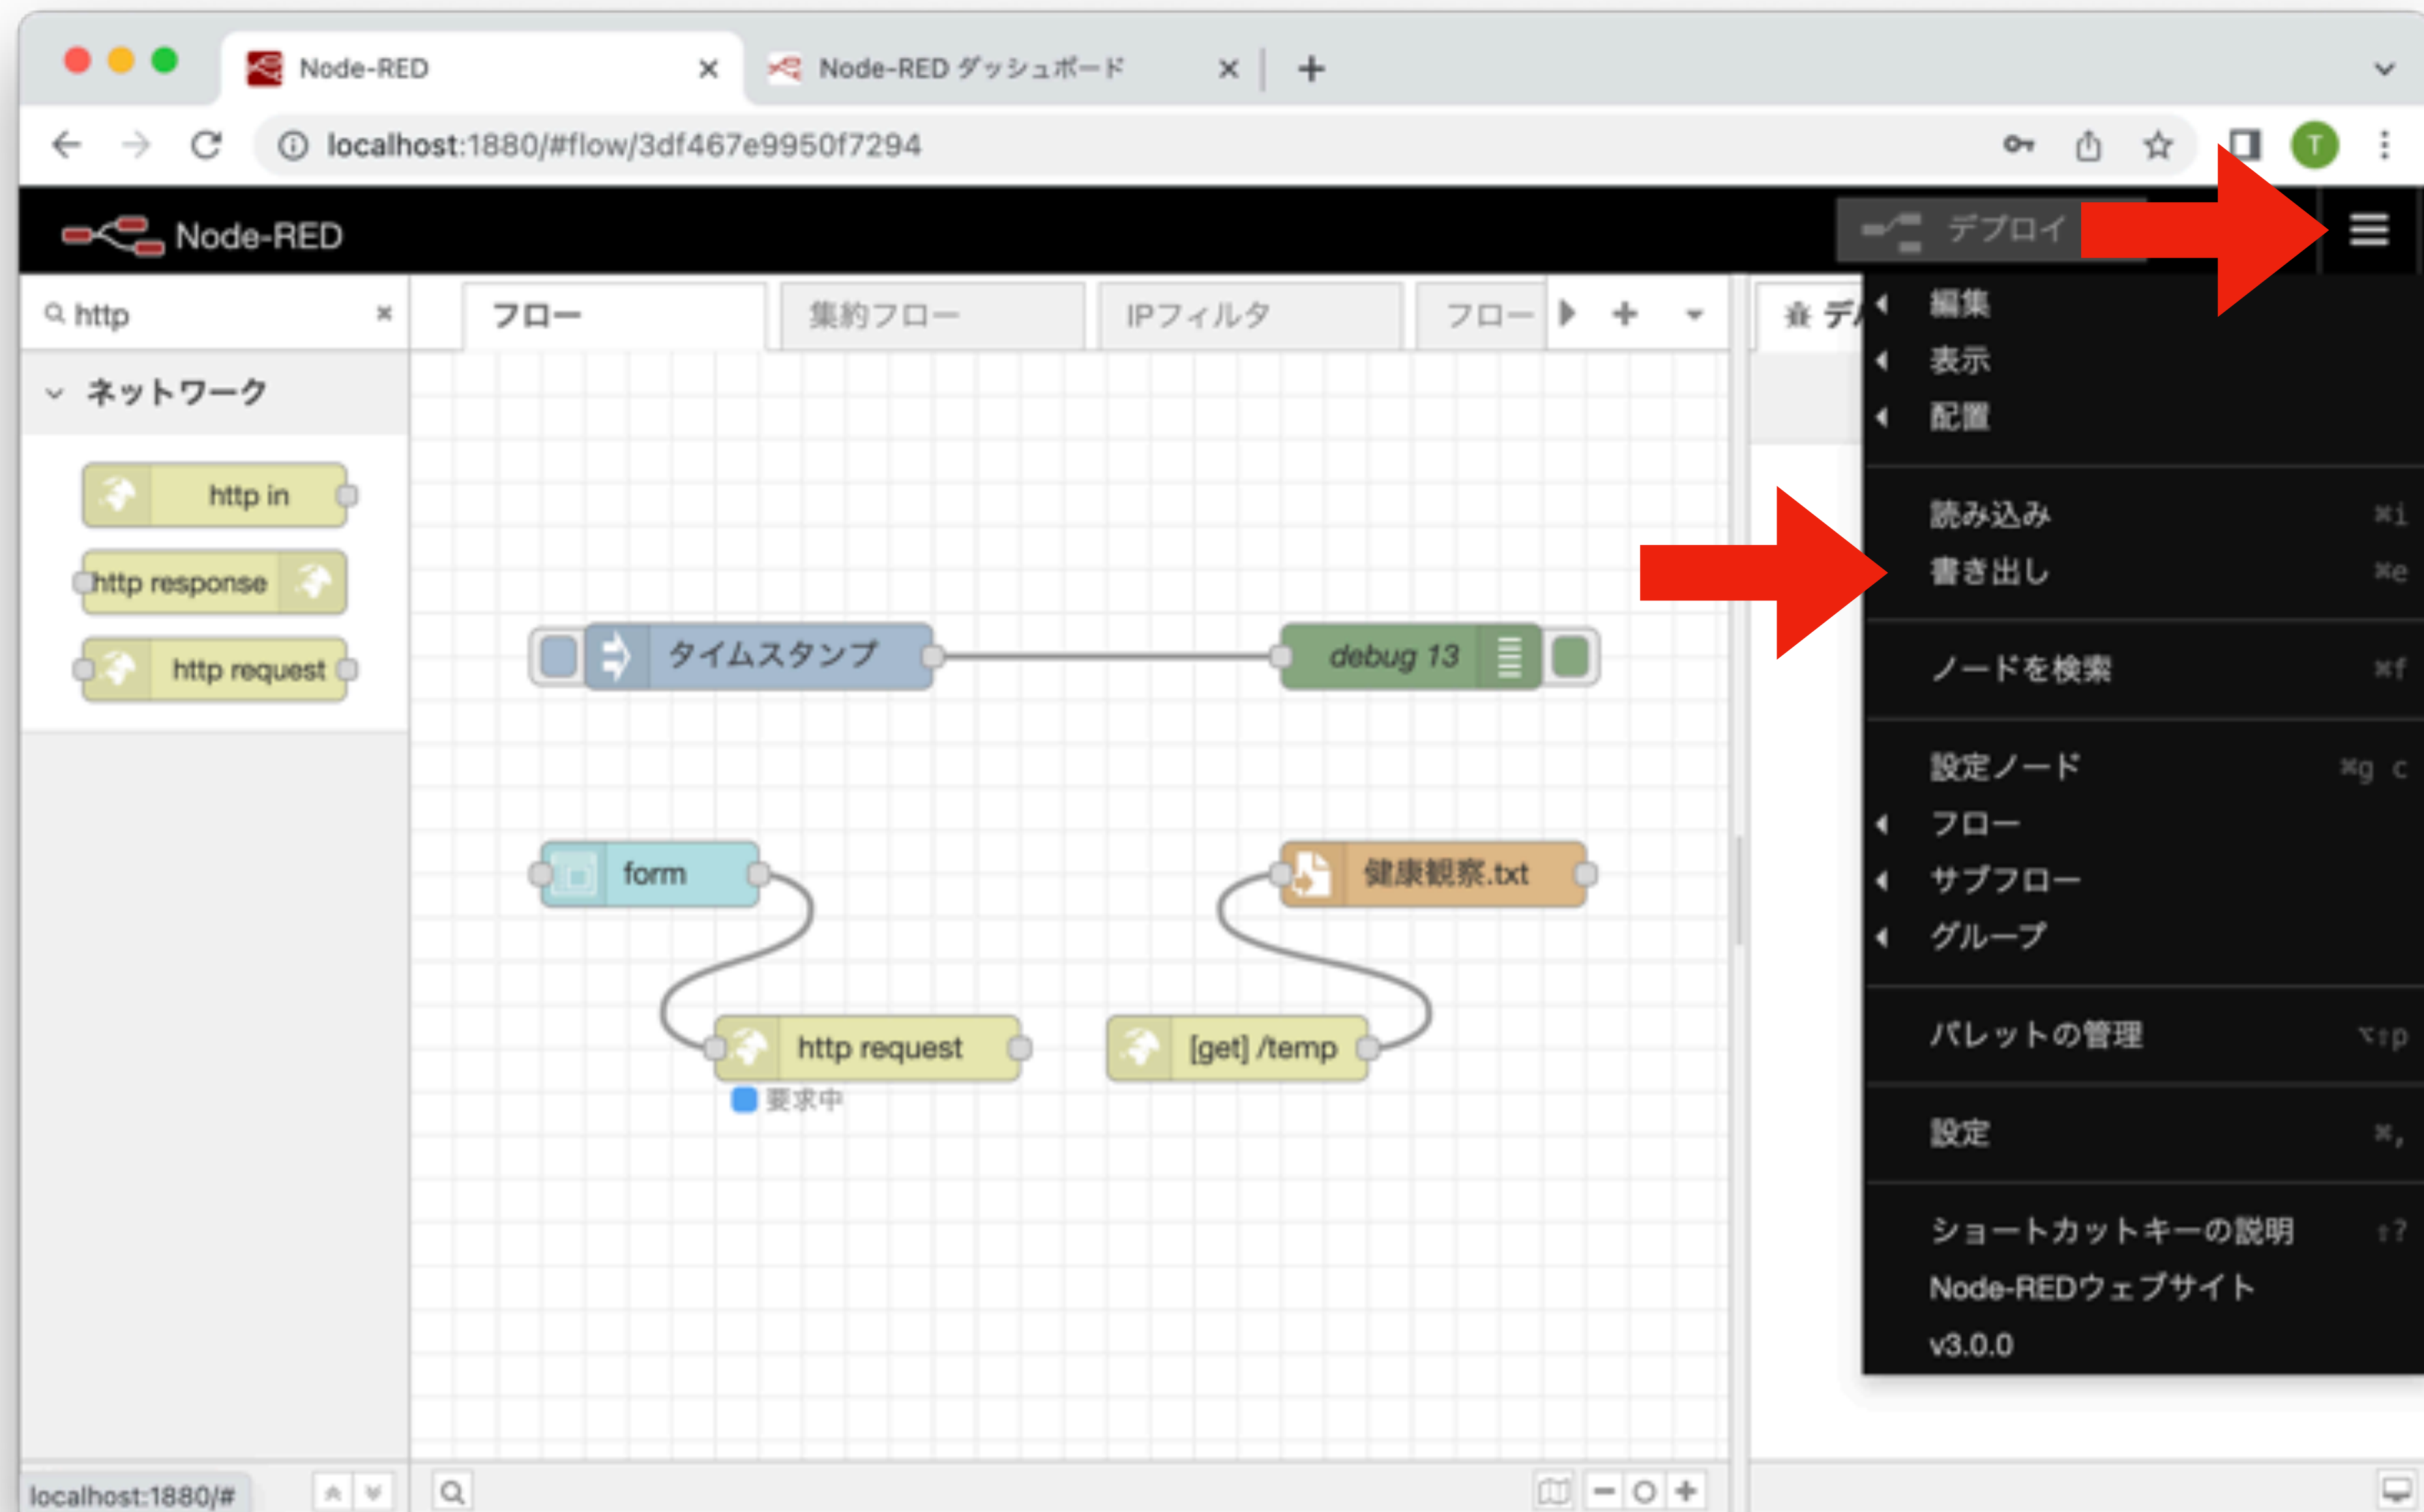 Node-RED
Node-RED ダッシュボード
localhost:1880/#flow/3df467e9950f7294
T
Node-RED
デプロイ
http
フロー
集約フロー
IPフィルタ
フロー
デ
ネットワーク
http in
http response
http request
タイムスタンプ
debug 13
form
健康観察.txt
http request
[get] /temp
要求中
編集
表示
配置
読み込み ⌘i
書き出し ⌘e
ノードを検索 ⌘f
設定ノード ⌘g c
フロー
サブフロー
グループ
パレットの管理 ⌥⇧p
設定 ⌘,
ショートカットキーの説明 ⇧?
Node-REDウェブサイト
v3.0.0
localhost:1880/#